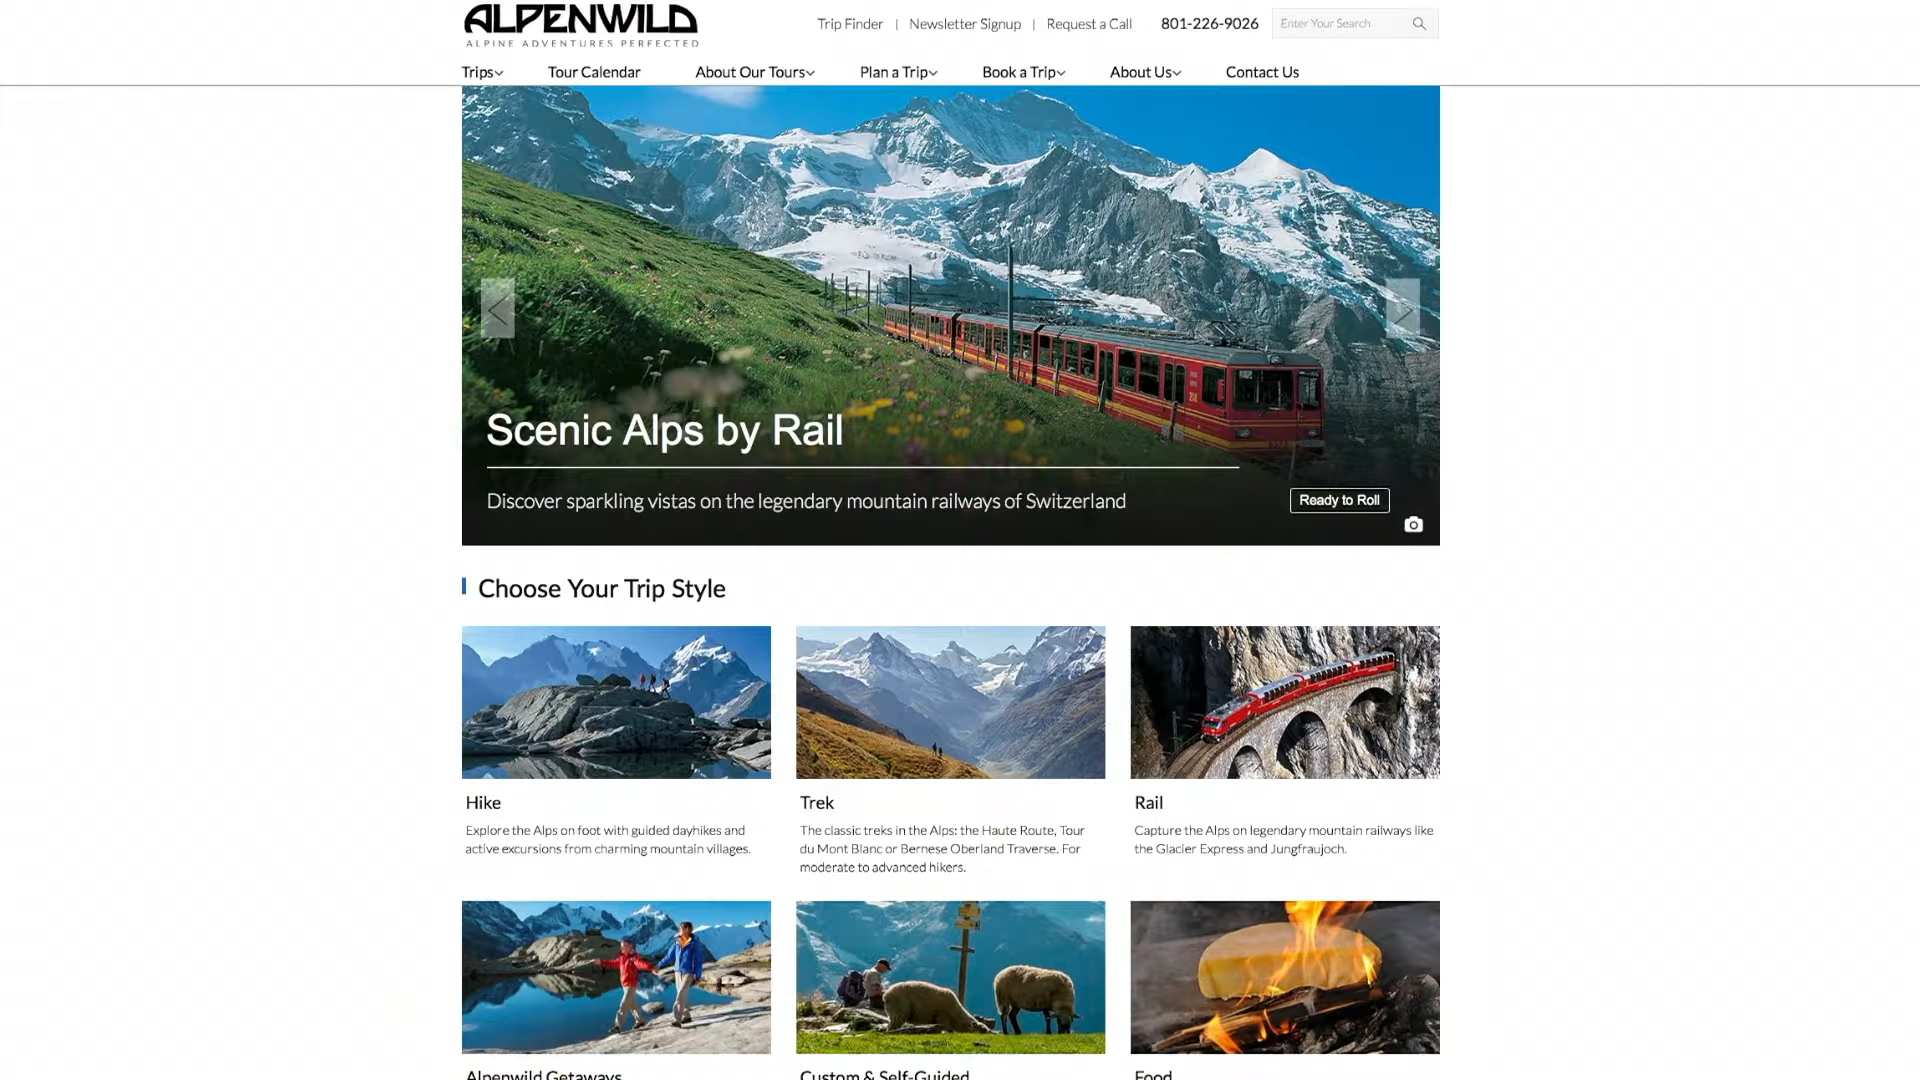 ALPENWILD
ALPINE ADVENTURES PERFECTED
Trip Finder | Newsletter Signup | Request a Call 801-226-9026 Enter Your Search
Trips Tour Calendar About Our Tours Plan a Trip Book a Trip About Us Contact Us
Scenic Alps by Rail
Discover sparkling vistas on the legendary mountain railways of Switzerland
Ready to Roll
Choose Your Trip Style
Hike
Explore the Alps on foot with guided dayhikes and
active excursions from charming mountain villages.
Trek
The classic treks in the Alps: the Haute Route, Tour
du Mont Blanc or Bernese Oberland Traverse. For
moderate to advanced hikers.
Rail
Capture the Alps on legendary mountain railways like
the Glacier Express and Jungfraujoch.
Alpenwild Getaways
Custom & Self-Guided
Food